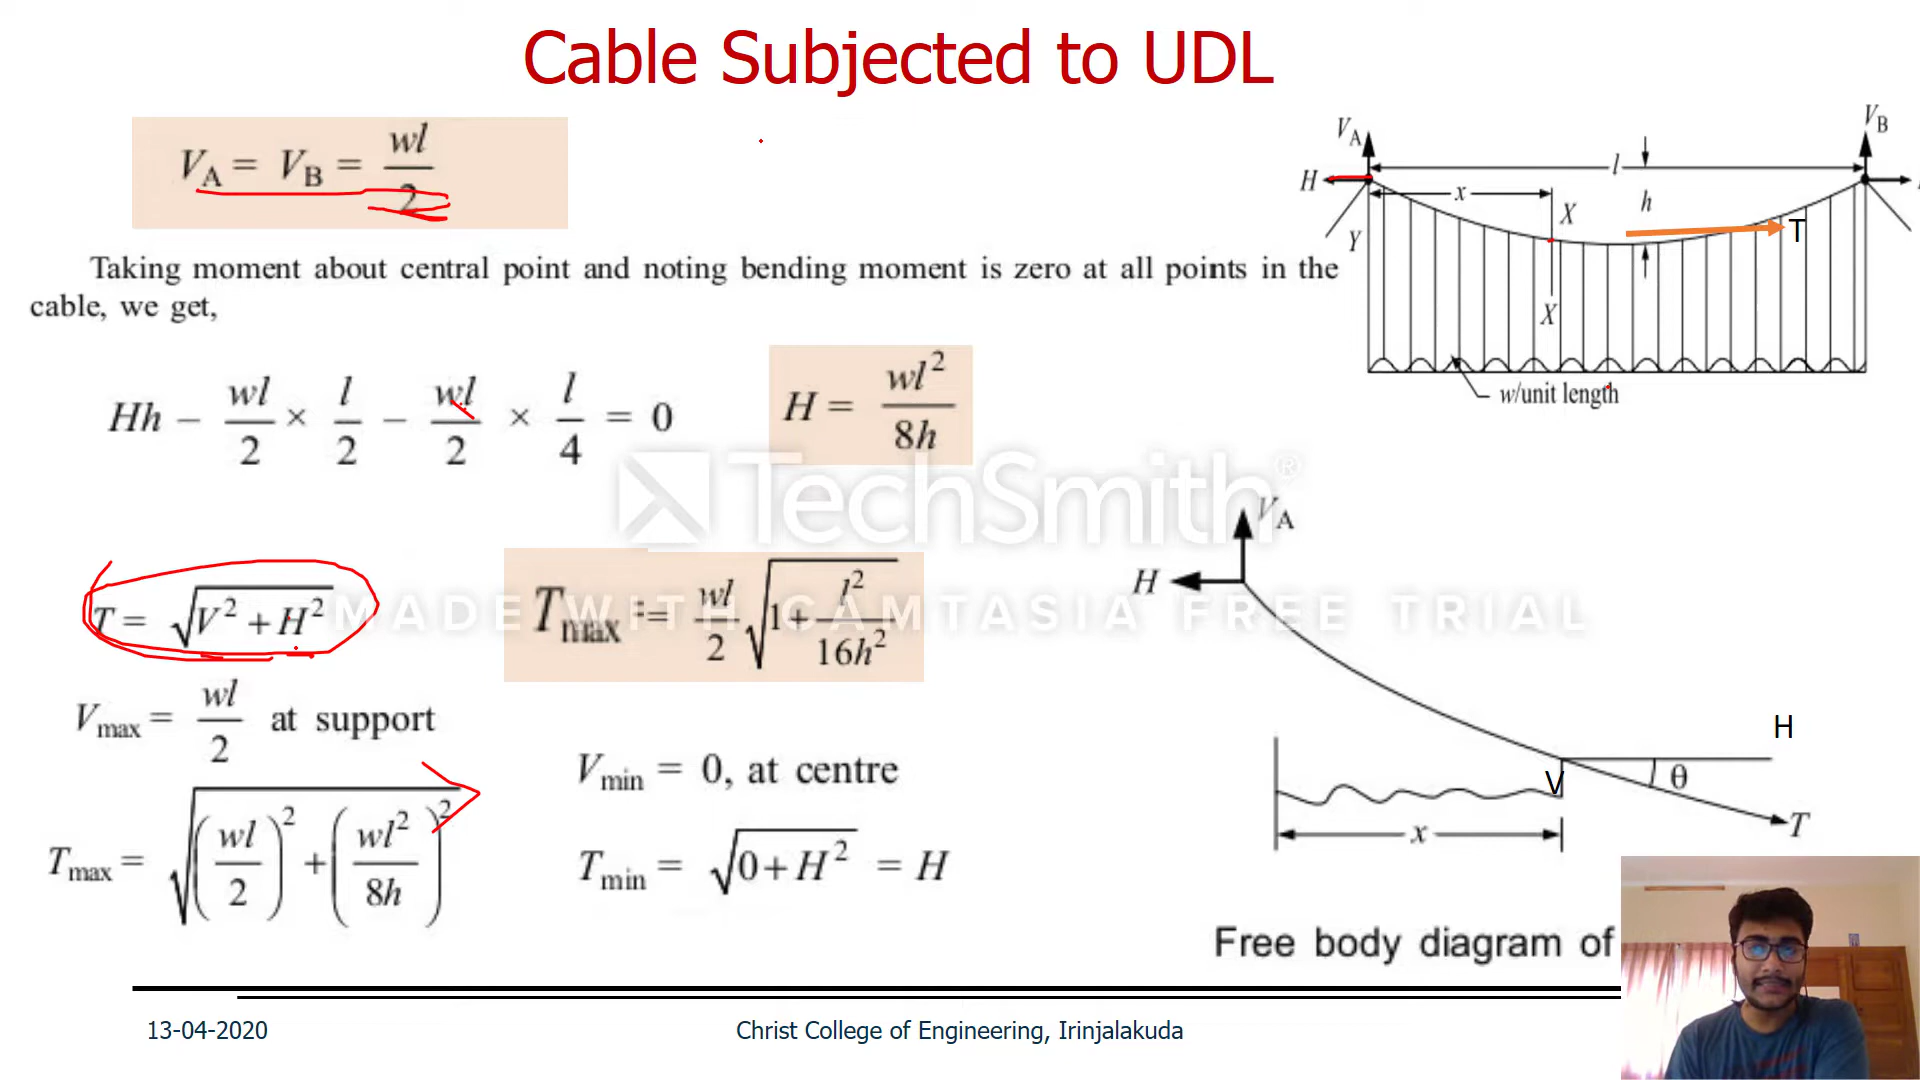 Cable Subjected to UDL
V_A = V_B = wl/2
Taking moment about central point and noting bending moment is zero at all points in the
cable, we get,
Hh − wl/2 × l/2 − wl/2 × l/4 = 0
H = wl²/8h
T = √(V² + H²)
T_max = wl/2 √(1 + l²/16h²)
V_max = wl/2 at support
V_min = 0, at centre
T_max = √((wl/2)² + (wl²/8h)²)
T_min = √(0 + H²) = H
V_A
V_B
H
l
x
X
h
Y
T
X
w/unit length
V_A
H
H
V
θ
x
T
Free body diagram of
TechSmith®
MADE WITH CAMTASIA FREE TRIAL
13-04-2020
Christ College of Engineering, Irinjalakuda